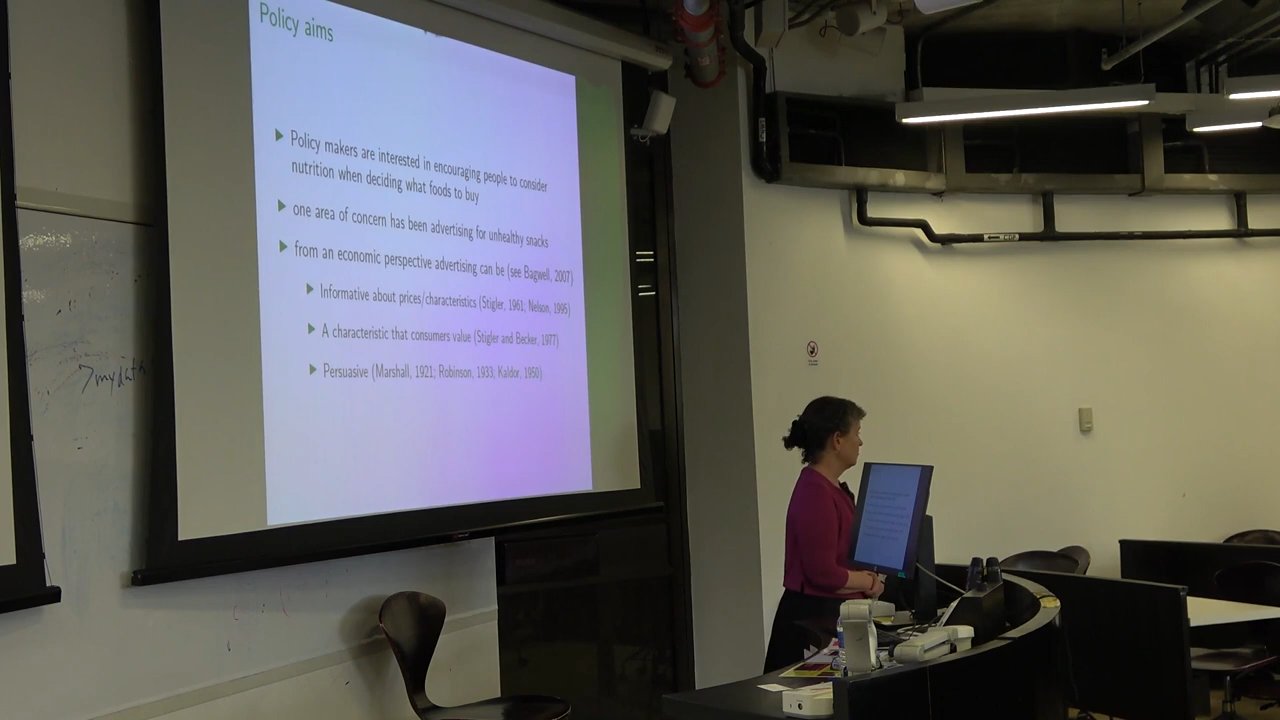 Policy aims
Policy makers are interested in encouraging people to consider
nutrition when deciding what foods to buy
one area of concern has been advertising for unhealthy snacks
from an economic perspective advertising can be (see Bagwell, 2007)
Informative about prices/characteristics (Stigler, 1961; Nelson, 1995)
A characteristic that consumers value (Stigler and Becker, 1977)
Persuasive (Marshall, 1921; Robinson, 1933; Kaldor, 1950)
>mydata